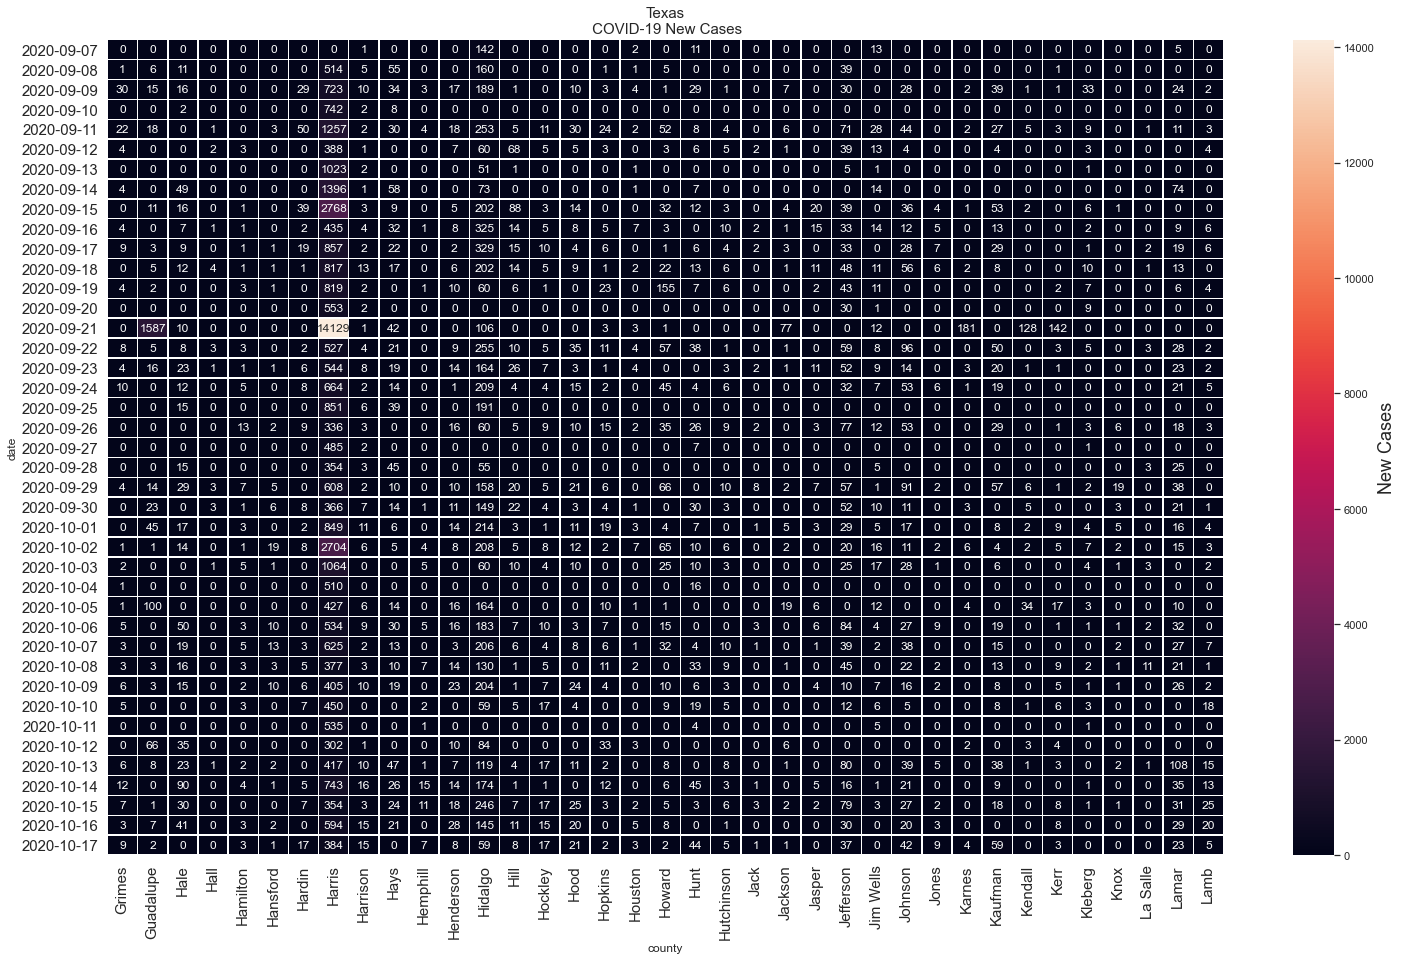 Texas
COVID-19 New Cases
2020-09-07 0 0 0 0 0 0 0 0 1 0 0 0 142 0 0 0 0 2 0 11 0 0 0 0 0 13 0 0 0 0 0 0 0 0 0 5 0
2020-09-08 1 6 11 0 0 0 0 514 5 55 0 0 160 0 0 0 1 1 5 0 0 0 0 0 39 0 0 0 0 0 0 1 0 0 0 0 0
2020-09-09 30 15 16 0 0 0 29 723 10 34 3 17 189 1 0 10 3 4 1 29 1 0 7 0 30 0 28 0 2 39 1 1 33 0 0 24 2
2020-09-10 0 0 2 0 0 0 0 742 2 8 0 0 0 0 0 0 0 0 0 0 0 0 0 0 0 0 0 0 0 0 0 0 0 0 0 0 0
2020-09-11 22 18 0 1 0 3 50 1257 2 30 4 18 253 5 11 30 24 2 52 8 4 0 6 0 71 28 44 0 2 27 5 3 9 0 1 11 3
2020-09-12 4 0 0 2 3 0 0 388 1 0 0 7 60 68 5 5 3 0 3 6 5 2 1 0 39 13 4 0 0 4 0 0 3 0 0 0 4
2020-09-13 0 0 0 0 0 0 0 1023 2 0 0 0 51 1 0 0 0 1 0 0 0 0 0 0 5 1 0 0 0 0 0 0 1 0 0 0 0
2020-09-14 4 0 49 0 0 0 0 1396 1 58 0 0 73 0 0 0 0 1 0 7 0 0 0 0 0 14 0 0 0 0 0 0 0 0 0 74 0
2020-09-15 0 11 16 0 1 0 39 2768 3 9 0 5 202 88 3 14 0 0 32 12 3 0 4 20 39 0 36 4 1 53 2 0 6 1 0 0 0
2020-09-16 4 0 7 1 1 0 2 435 4 32 1 8 325 14 5 8 5 7 3 0 10 2 1 15 33 14 12 5 0 13 0 0 2 0 0 9 6
2020-09-17 9 3 9 0 1 1 19 857 2 22 0 2 329 15 10 4 6 0 1 6 4 2 3 0 33 0 28 7 0 29 0 0 1 0 2 19 6
2020-09-18 0 5 12 4 1 1 1 817 13 17 0 6 202 14 5 9 1 2 22 13 6 0 1 11 48 11 56 6 2 8 0 0 10 0 1 13 0
2020-09-19 4 2 0 0 3 1 0 819 2 0 1 10 60 6 1 0 23 0 155 7 6 0 0 2 43 11 0 0 0 0 0 2 7 0 0 6 4
2020-09-20 0 0 0 0 0 0 0 553 2 0 0 0 0 0 0 0 0 0 0 0 0 0 0 0 30 1 0 0 0 0 0 0 9 0 0 0 0
2020-09-21 0 1587 10 0 0 0 0 14129 1 42 0 0 106 0 0 0 3 3 1 0 0 0 77 0 0 12 0 0 181 0 128 142 0 0 0 0 0
2020-09-22 8 5 8 3 3 0 2 527 4 21 0 9 255 10 5 35 11 4 57 38 1 0 1 0 59 8 96 0 0 50 0 3 5 0 3 28 2
2020-09-23 4 16 23 1 1 1 6 544 8 19 0 14 164 26 7 3 1 4 0 0 3 2 1 11 52 9 14 0 3 20 1 1 0 0 0 23 2
2020-09-24 10 0 12 0 5 0 8 664 2 14 0 1 209 4 4 15 2 0 45 4 6 0 0 0 32 7 53 6 1 19 0 0 0 0 0 21 5
2020-09-25 0 0 15 0 0 0 0 851 6 39 0 0 191 0 0 0 0 0 0 0 0 0 0 0 0 0 0 0 0 0 0 0 0 0 0 0 0
2020-09-26 0 0 0 0 13 2 9 336 3 0 0 16 60 5 9 10 15 2 35 26 9 2 0 3 77 12 53 0 0 29 0 1 3 6 0 18 3
2020-09-27 0 0 0 0 0 0 0 485 2 0 0 0 0 0 0 0 0 0 0 7 0 0 0 0 0 0 0 0 0 0 0 0 1 0 0 0 0
2020-09-28 0 0 15 0 0 0 0 354 3 45 0 0 55 0 0 0 0 0 0 0 0 0 0 0 0 5 0 0 0 0 0 0 0 0 3 25 0
2020-09-29 4 14 29 3 7 5 0 608 2 10 0 10 158 20 5 21 6 0 66 0 10 8 2 7 57 1 91 2 0 57 6 1 2 19 0 38 0
2020-09-30 0 23 0 3 1 6 8 366 7 14 1 11 149 22 4 3 4 1 0 30 3 0 0 0 52 10 11 0 3 0 5 0 0 3 0 21 1
2020-10-01 0 45 17 0 3 0 2 849 11 6 0 14 214 3 1 11 19 3 4 7 0 1 5 3 29 5 17 0 0 8 2 9 4 5 0 16 4
2020-10-02 1 1 14 0 1 19 8 2704 6 5 4 8 208 5 8 12 2 7 65 10 6 0 2 0 20 16 11 2 6 4 2 5 7 2 0 15 3
2020-10-03 2 0 0 1 5 1 0 1064 0 0 5 0 60 10 4 10 0 0 25 10 3 0 0 0 25 17 28 1 0 6 0 0 4 1 3 0 2
2020-10-04 1 0 0 0 0 0 0 510 0 0 0 0 0 0 0 0 0 0 0 16 0 0 0 0 0 0 0 0 0 0 0 0 0 0 0 0 0
2020-10-05 1 100 0 0 0 0 0 427 6 14 0 16 164 0 0 0 10 1 1 0 0 0 19 6 0 12 0 0 4 0 34 17 3 0 0 10 0
2020-10-06 5 0 50 0 3 10 0 534 9 30 5 16 183 7 10 3 7 0 15 0 0 3 0 6 84 4 27 9 0 19 0 1 1 1 2 32 0
2020-10-07 3 0 19 0 5 13 3 625 2 13 0 3 206 6 4 8 6 1 32 4 10 1 0 1 39 2 38 0 0 15 0 0 0 2 0 27 7
2020-10-08 3 3 16 0 3 3 5 377 3 10 7 14 130 1 5 0 11 2 0 33 9 0 1 0 45 0 22 2 0 13 0 9 2 1 11 21 1
2020-10-09 6 3 15 0 2 10 6 405 10 19 0 23 204 1 7 24 4 0 10 6 3 0 0 4 10 7 16 2 0 8 0 5 1 1 0 26 2
2020-10-10 5 0 0 0 3 0 7 450 0 0 2 0 59 5 17 4 0 0 9 19 5 0 0 0 12 6 5 0 0 8 1 6 3 0 0 0 18
2020-10-11 0 0 0 0 0 0 0 535 0 0 1 0 0 0 0 0 0 0 0 4 0 0 0 0 0 5 0 0 0 0 0 0 1 0 0 0 0
2020-10-12 0 66 35 0 0 0 0 302 1 0 0 10 84 0 0 0 33 3 0 0 0 0 6 0 0 0 0 0 2 0 3 4 0 0 0 0 0
2020-10-13 6 8 23 1 2 2 0 417 10 47 1 7 119 4 17 11 2 0 8 0 8 0 1 0 80 0 39 5 0 38 1 3 0 2 1 108 15
2020-10-14 12 0 90 0 4 1 5 743 16 26 15 3 174 1 1 0 12 0 6 45 3 1 0 5 16 1 21 0 0 9 0 0 1 0 0 35 13
2020-10-15 7 1 30 0 0 0 7 354 3 24 11 18 246 7 17 25 3 2 5 3 6 3 2 2 79 3 27 2 0 18 0 8 1 1 0 31 25
2020-10-16 3 7 41 0 3 2 0 594 15 21 0 28 145 11 15 20 0 5 8 0 1 0 0 0 30 0 20 3 0 0 0 8 0 0 0 29 20
2020-10-17 9 2 0 0 3 1 17 384 15 0 7 8 59 8 17 21 2 3 2 44 5 1 1 0 37 0 42 9 4 59 0 3 0 0 0 23 5
Grimes Guadalupe Hale Hall Hamilton Hansford Hardin Harris Harrison Hays Hemphill Henderson Hidalgo Hill Hockley Hood Hopkins Houston Howard Hunt Hutchinson Jack Jackson Jasper Jefferson Jim Wells Johnson Jones Karnes Kaufman Kendall Kerr Kleberg Knox La Salle Lamar Lamb
county
date
14000
12000
10000
8000
6000
4000
2000
0
New Cases